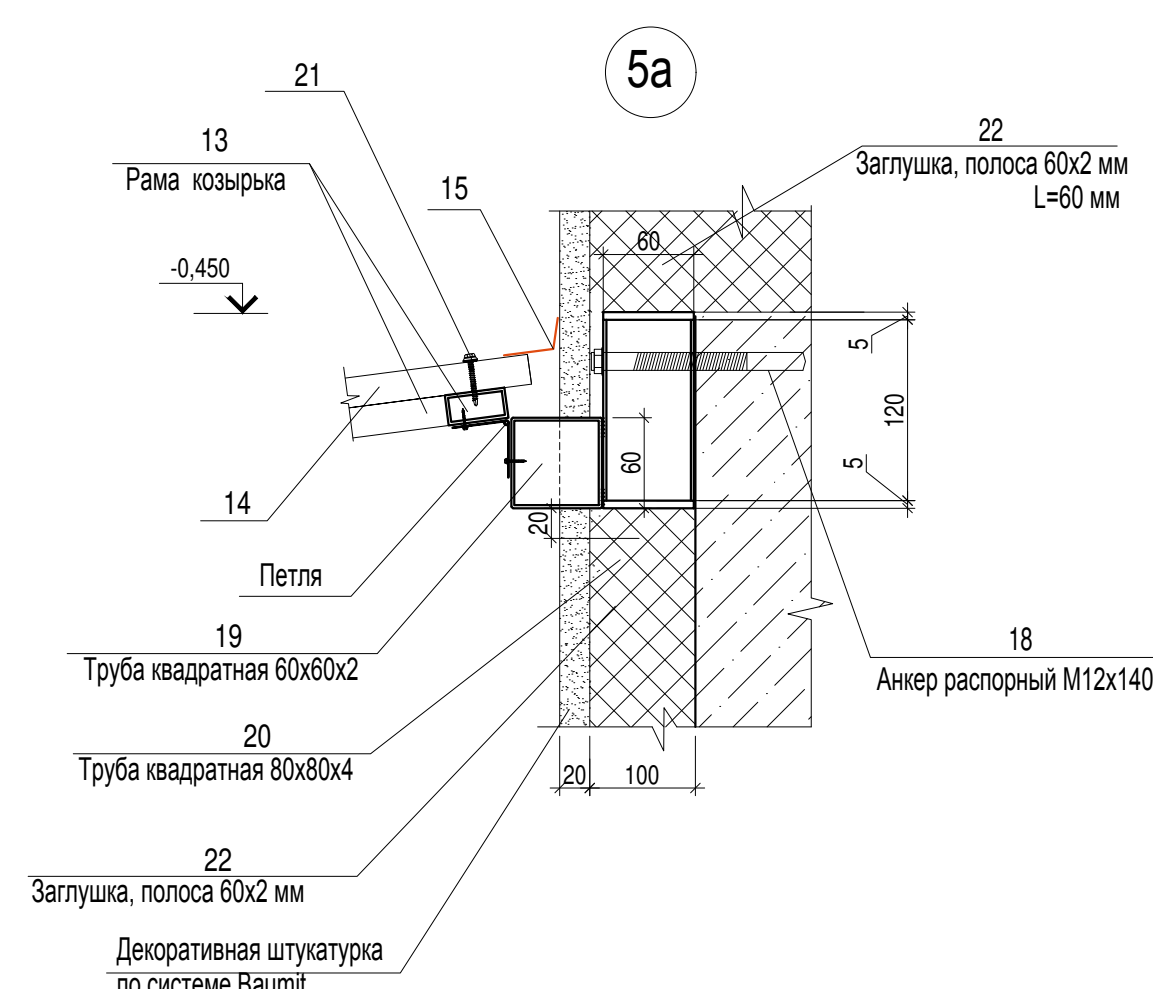 5а
21
13
Рама козырька
15
22
Заглушка, полоса 60х2 мм
L=60 мм
-0,450
60
5
120
60
5
20
14
Петля
19
Труба квадратная 60х60х2
18
Анкер распорный М12х140
20
Труба квадратная 80х80х4
20
100
22
Заглушка, полоса 60х2 мм
Декоративная штукатурка
по системе Baumit